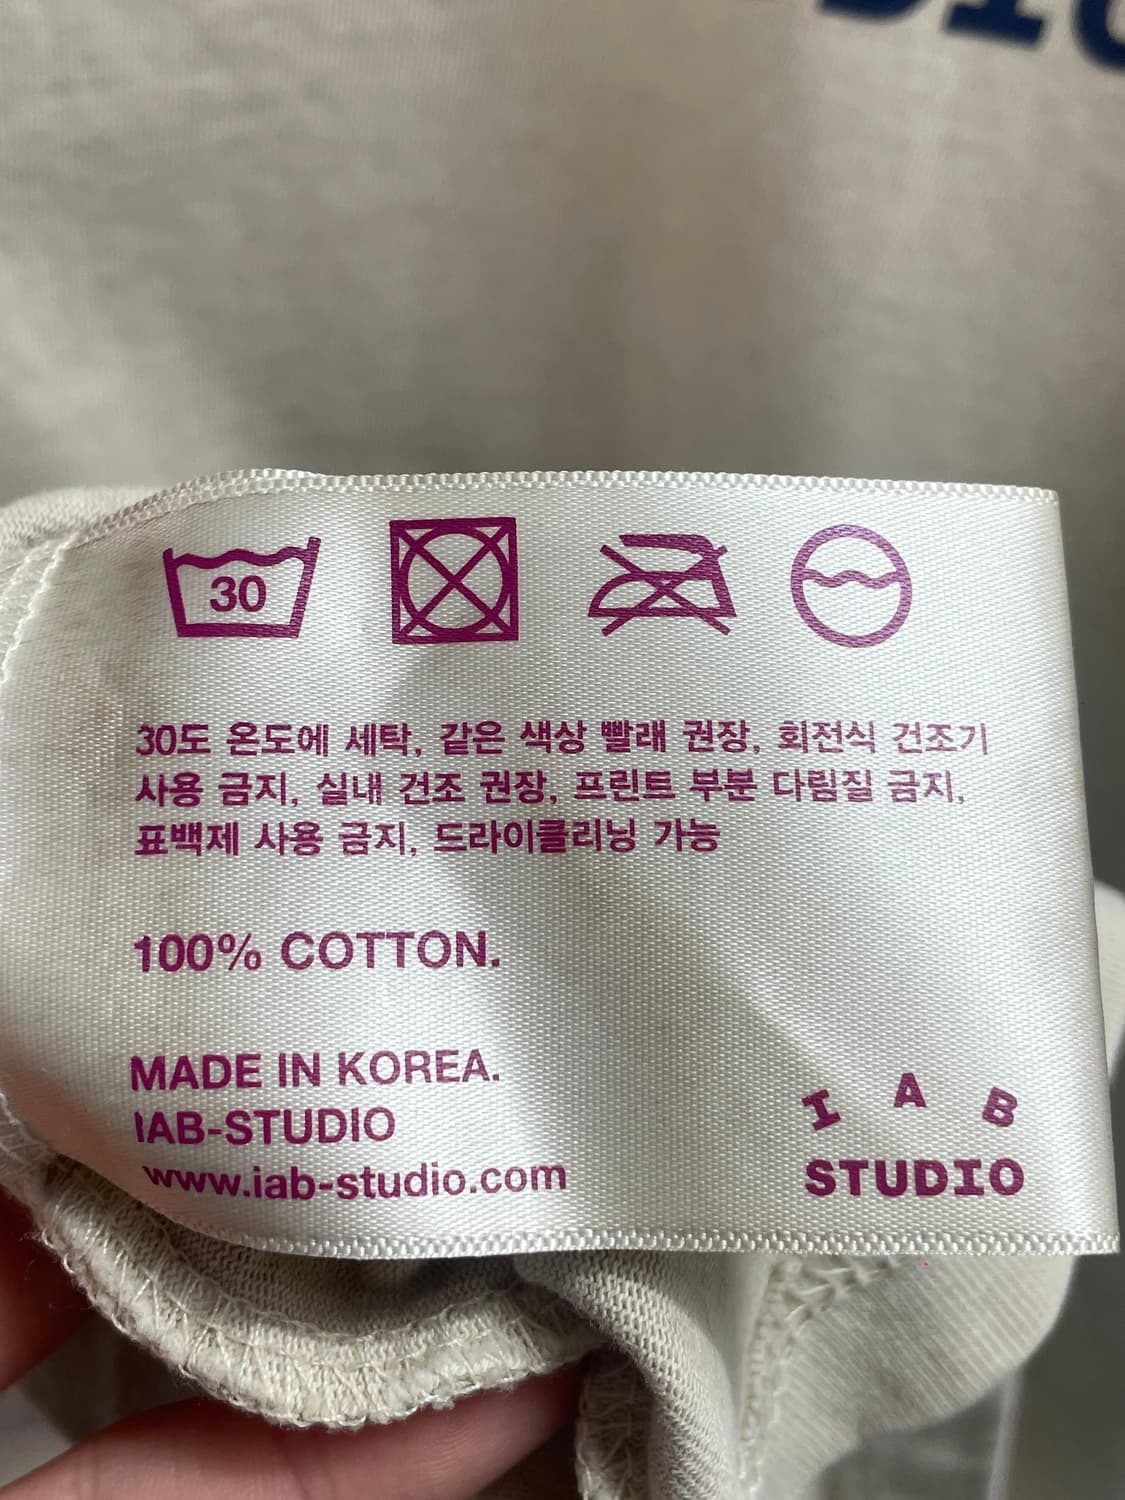 30
30도 온도에 세탁, 같은 색상 빨래 권장, 회전식 건조기
사용 금지, 실내 건조 권장, 프린트 부분 다림질 금지,
표백제 사용 금지, 드라이클리닝 가능
100% COTTON.
MADE IN KOREA.
IAB-STUDIO
www.iab-studio.com
I A B
STUDIO